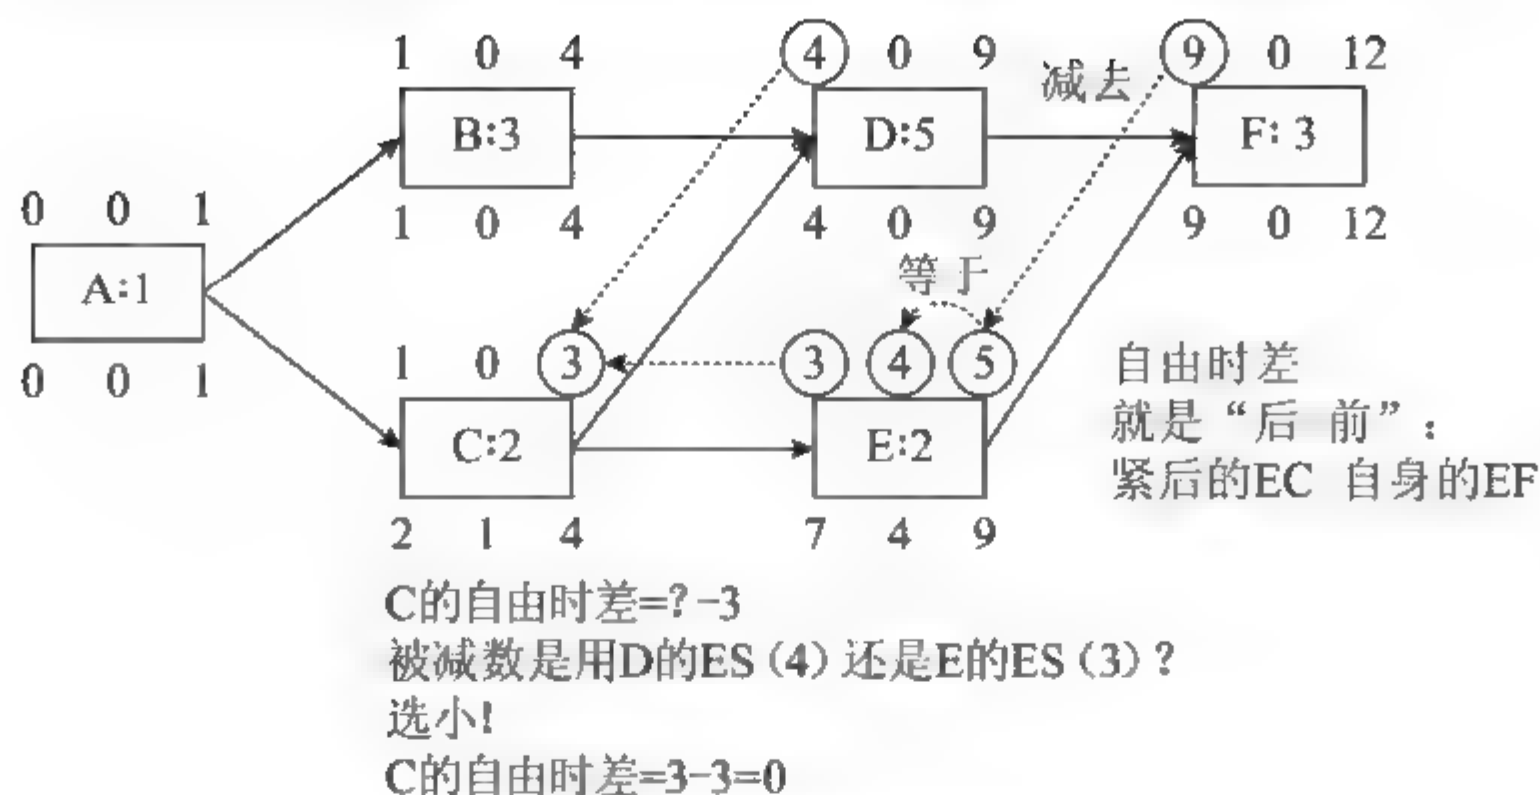 1 0 4
4 0 9
9 0 12
减去
B:3
D:5
F: 3
0 0 1
1 0 4
4 0 9
9 0 12
A:1
等于
0 0 1
1 0 3
3 4 5
C:2
E:2
自由时差
就是“后 前”：
紧后的EC 自身的EF
2 1 4
7 4 9
C的自由时差=?-3
被减数是用D的ES(4)还是E的ES(3)?
选小!
C的自由时差=3-3=0